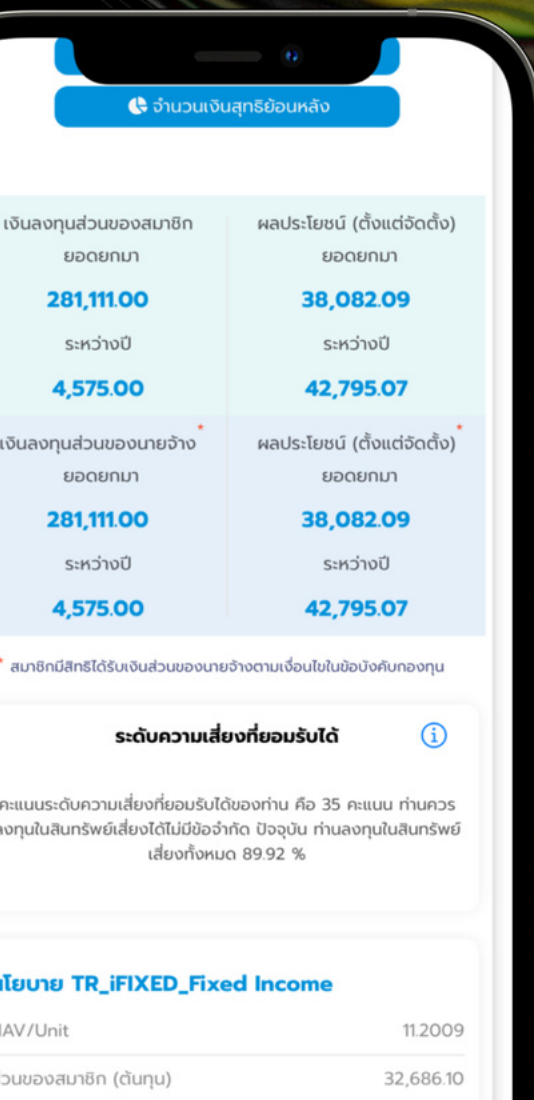 จำนวนเงินสุทธิย้อนหลัง
เงินลงทุนส่วนของสมาชิก
ยอดยกมา
281,111.00
ระหว่างปี
4,575.00
ผลประโยชน์ (ตั้งแต่จัดตั้ง)
ยอดยกมา
38,082.09
ระหว่างปี
42,795.07
เงินลงทุนส่วนของนายจ้าง *
ยอดยกมา
281,111.00
ระหว่างปี
4,575.00
ผลประโยชน์ (ตั้งแต่จัดตั้ง) *
ยอดยกมา
38,082.09
ระหว่างปี
42,795.07
* สมาชิกมีสิทธิได้รับเงินส่วนของนายจ้างตามเงื่อนไขในข้อบังคับกองทุน
ระดับความเสี่ยงที่ยอมรับได้ i
คะแนนระดับความเสี่ยงที่ยอมรับได้ของท่าน คือ 35 คะแนน ท่านควร
ลงทุนในสินทรัพย์เสี่ยงได้ไม่มีข้อจำกัด ปัจจุบัน ท่านลงทุนในสินทรัพย์
เสี่ยงทั้งหมด 89.92 %
นโยบาย TR_iFIXED_Fixed Income
NAV/Unit 11.2009
ส่วนของสมาชิก (ต้นทุน) 32,686.10